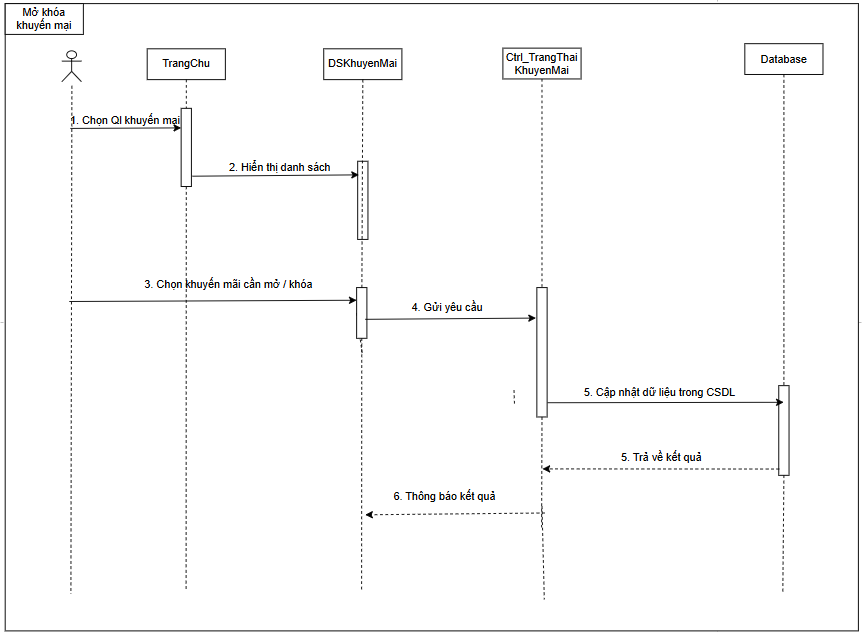 Mở khóa
khuyến mại
TrangChu
DSKhuyenMai
Ctrl_TrangThai
KhuyenMai
Database
1. Chọn Ql khuyến mại
2. Hiển thị danh sách
3. Chọn khuyến mãi cần mở / khóa
4. Gửi yêu cầu
5. Cập nhật dữ liệu trong CSDL
5. Trả về kết quả
6. Thông báo kết quả